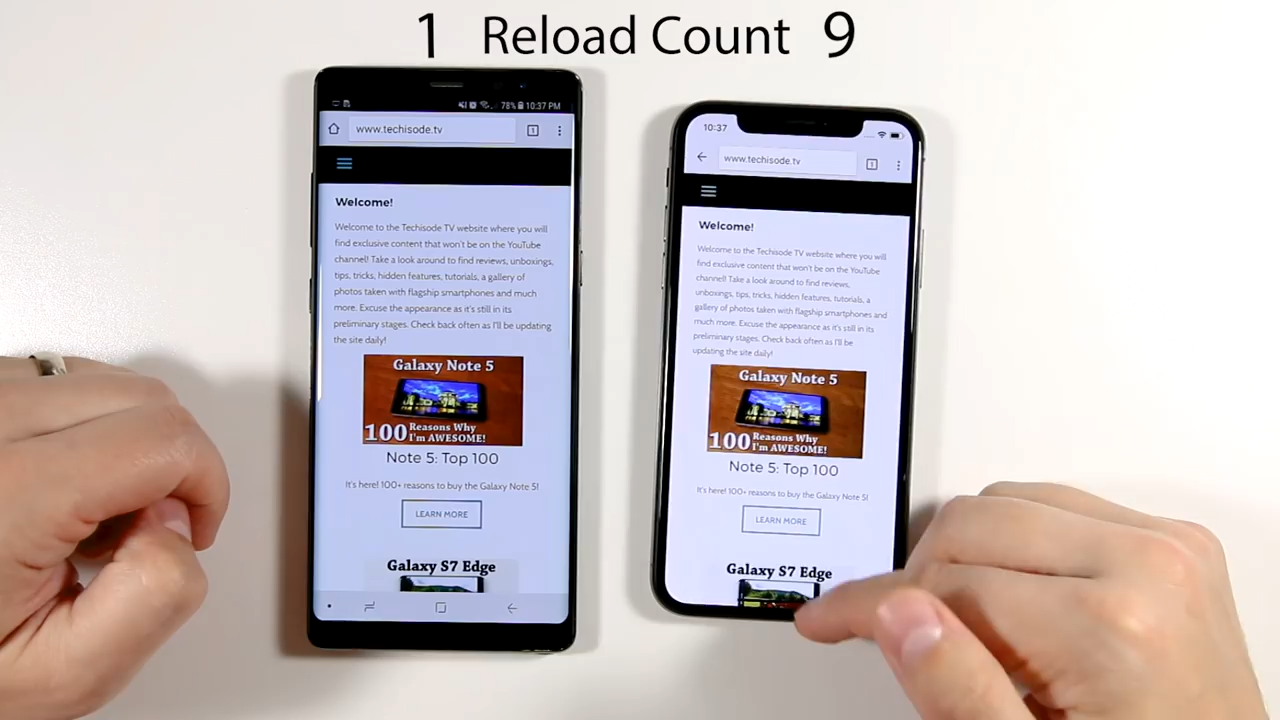 1 Reload Count 9
78% 10:37 PM
www.techisode.tv
1
Welcome!
Welcome to the Techisode TV website where you will
find exclusive content that won't be on the YouTube
channel! Take a look around to find reviews, unboxings,
tips, tricks, hidden features, tutorials, a gallery of
photos taken with flagship smartphones and much
more. Excuse the appearance as it's still in its
preliminary stages. Check back often as I'll be updating
the site daily!
Galaxy Note 5
100 Reasons Why
I'm AWESOME!
Note 5: Top 100
It's here! 100+ reasons to buy the Galaxy Note 5!
LEARN MORE
Galaxy S7 Edge
10:37
www.techisode.tv
1
Welcome!
Welcome to the Techisode TV website where you will
find exclusive content that won't be on the YouTube
channel! Take a look around to find reviews,
unboxings, tips, tricks, hidden features, tutorials, a
gallery of photos taken with flagship smartphones and
much more. Excuse the appearance as it's still in its
preliminary stages. Check back often as I'll be
updating the site daily!
Galaxy Note 5
100 Reasons Why
I'm AWESOME!
Note 5: Top 100
It's here! 100+ reasons to buy the Galaxy Note 5!
LEARN MORE
Galaxy S7 Edge